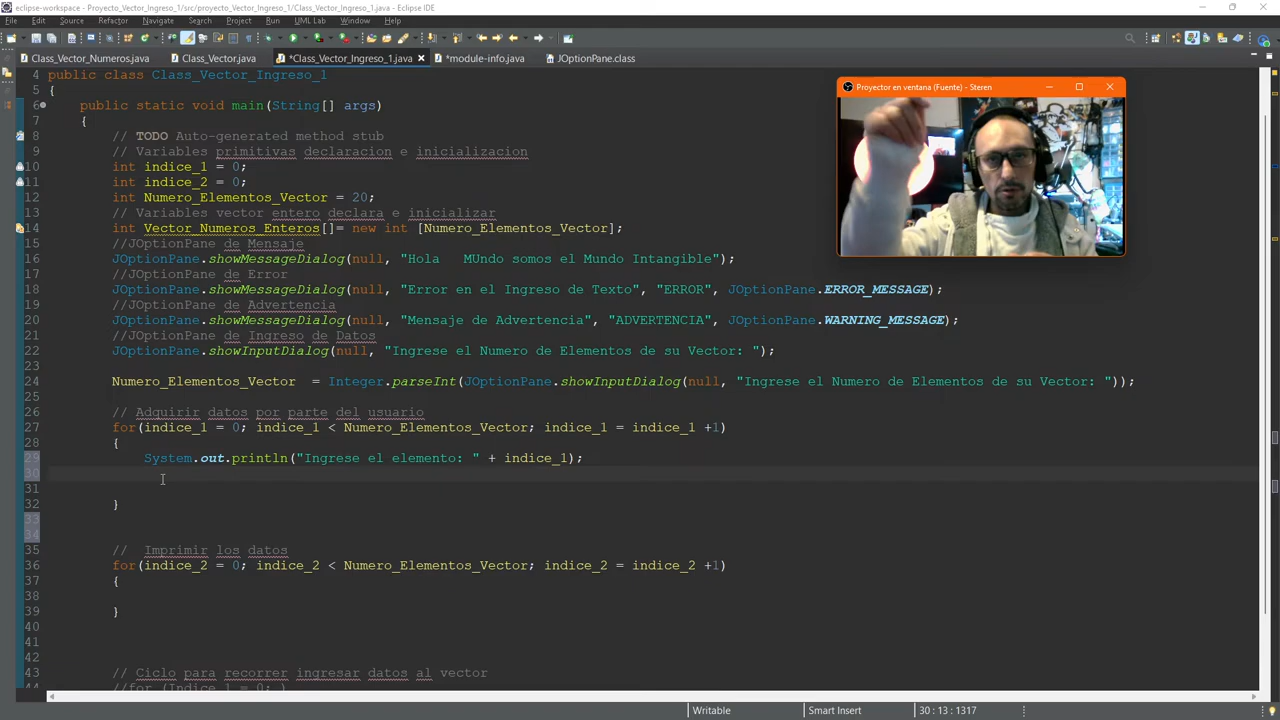 eclipse-workspace - Proyecto_Vector_Ingreso_1/src/proyecto_Vector_Ingreso_1/Class_Vector_Ingreso_1.java - Eclipse IDE
File Edit Source Refactor Navigate Search Project Run UML Lab Window Help
Class_Vector_Numeros.java Class_Vector.java *Class_Vector_Ingreso_1.java *module-info.java JOptionPane.class
4 public class Class_Vector_Ingreso_1
5 {
6 public static void main(String[] args)
7 {
8 // TODO Auto-generated method stub
9 // Variables primitivas declaracion e inicializacion
10 int indice_1 = 0;
11 int indice_2 = 0;
12 int Numero_Elementos_Vector = 20;
13 // Variables vector entero declara e inicializar
14 int Vector_Numeros_Enteros[]= new int [Numero_Elementos_Vector];
15 //JOptionPane de Mensaje
16 JOptionPane.showMessageDialog(null, "Hola   MUndo somos el Mundo Intangible");
17 //JOptionPane de Error
18 JOptionPane.showMessageDialog(null, "Error en el Ingreso de Texto", "ERROR", JOptionPane.ERROR_MESSAGE);
19 //JOptionPane de Advertencia
20 JOptionPane.showMessageDialog(null, "Mensaje de Advertencia", "ADVERTENCIA", JOptionPane.WARNING_MESSAGE);
21 //JOptionPane de Ingreso de Datos
22 JOptionPane.showInputDialog(null, "Ingrese el Numero de Elementos de su Vector: ");
23
24 Numero_Elementos_Vector  = Integer.parseInt(JOptionPane.showInputDialog(null, "Ingrese el Numero de Elementos de su Vector: "));
25
26 // Adquirir datos por parte del usuario
27 for(indice_1 = 0; indice_1 < Numero_Elementos_Vector; indice_1 = indice_1 +1)
28 {
29 System.out.println("Ingrese el elemento: " + indice_1);
30
31
32 }
33
34
35 //  Imprimir los datos
36 for(indice_2 = 0; indice_2 < Numero_Elementos_Vector; indice_2 = indice_2 +1)
37 {
38
39 }
40
41
42
43 // Ciclo para recorrer ingresar datos al vector
44 //for (Indice_1 = 0; )
Proyector en ventana (Fuente) - Steren
Writable Smart Insert 30 : 13 : 1317